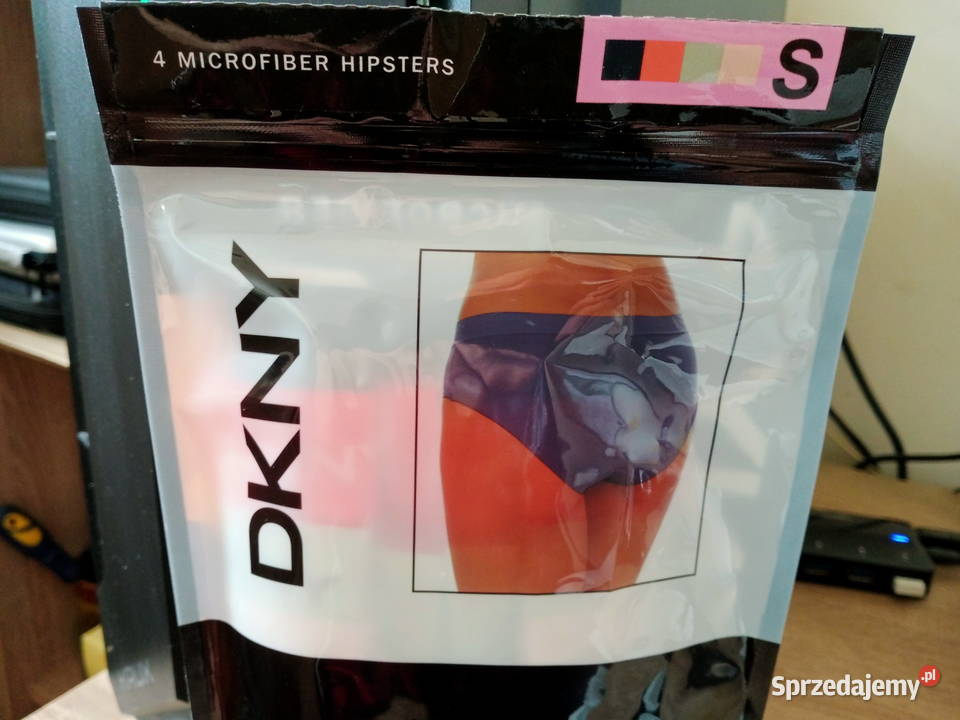 4 MICROFIBER HIPSTERS
S
DKNY
Sprzedajemy.pl